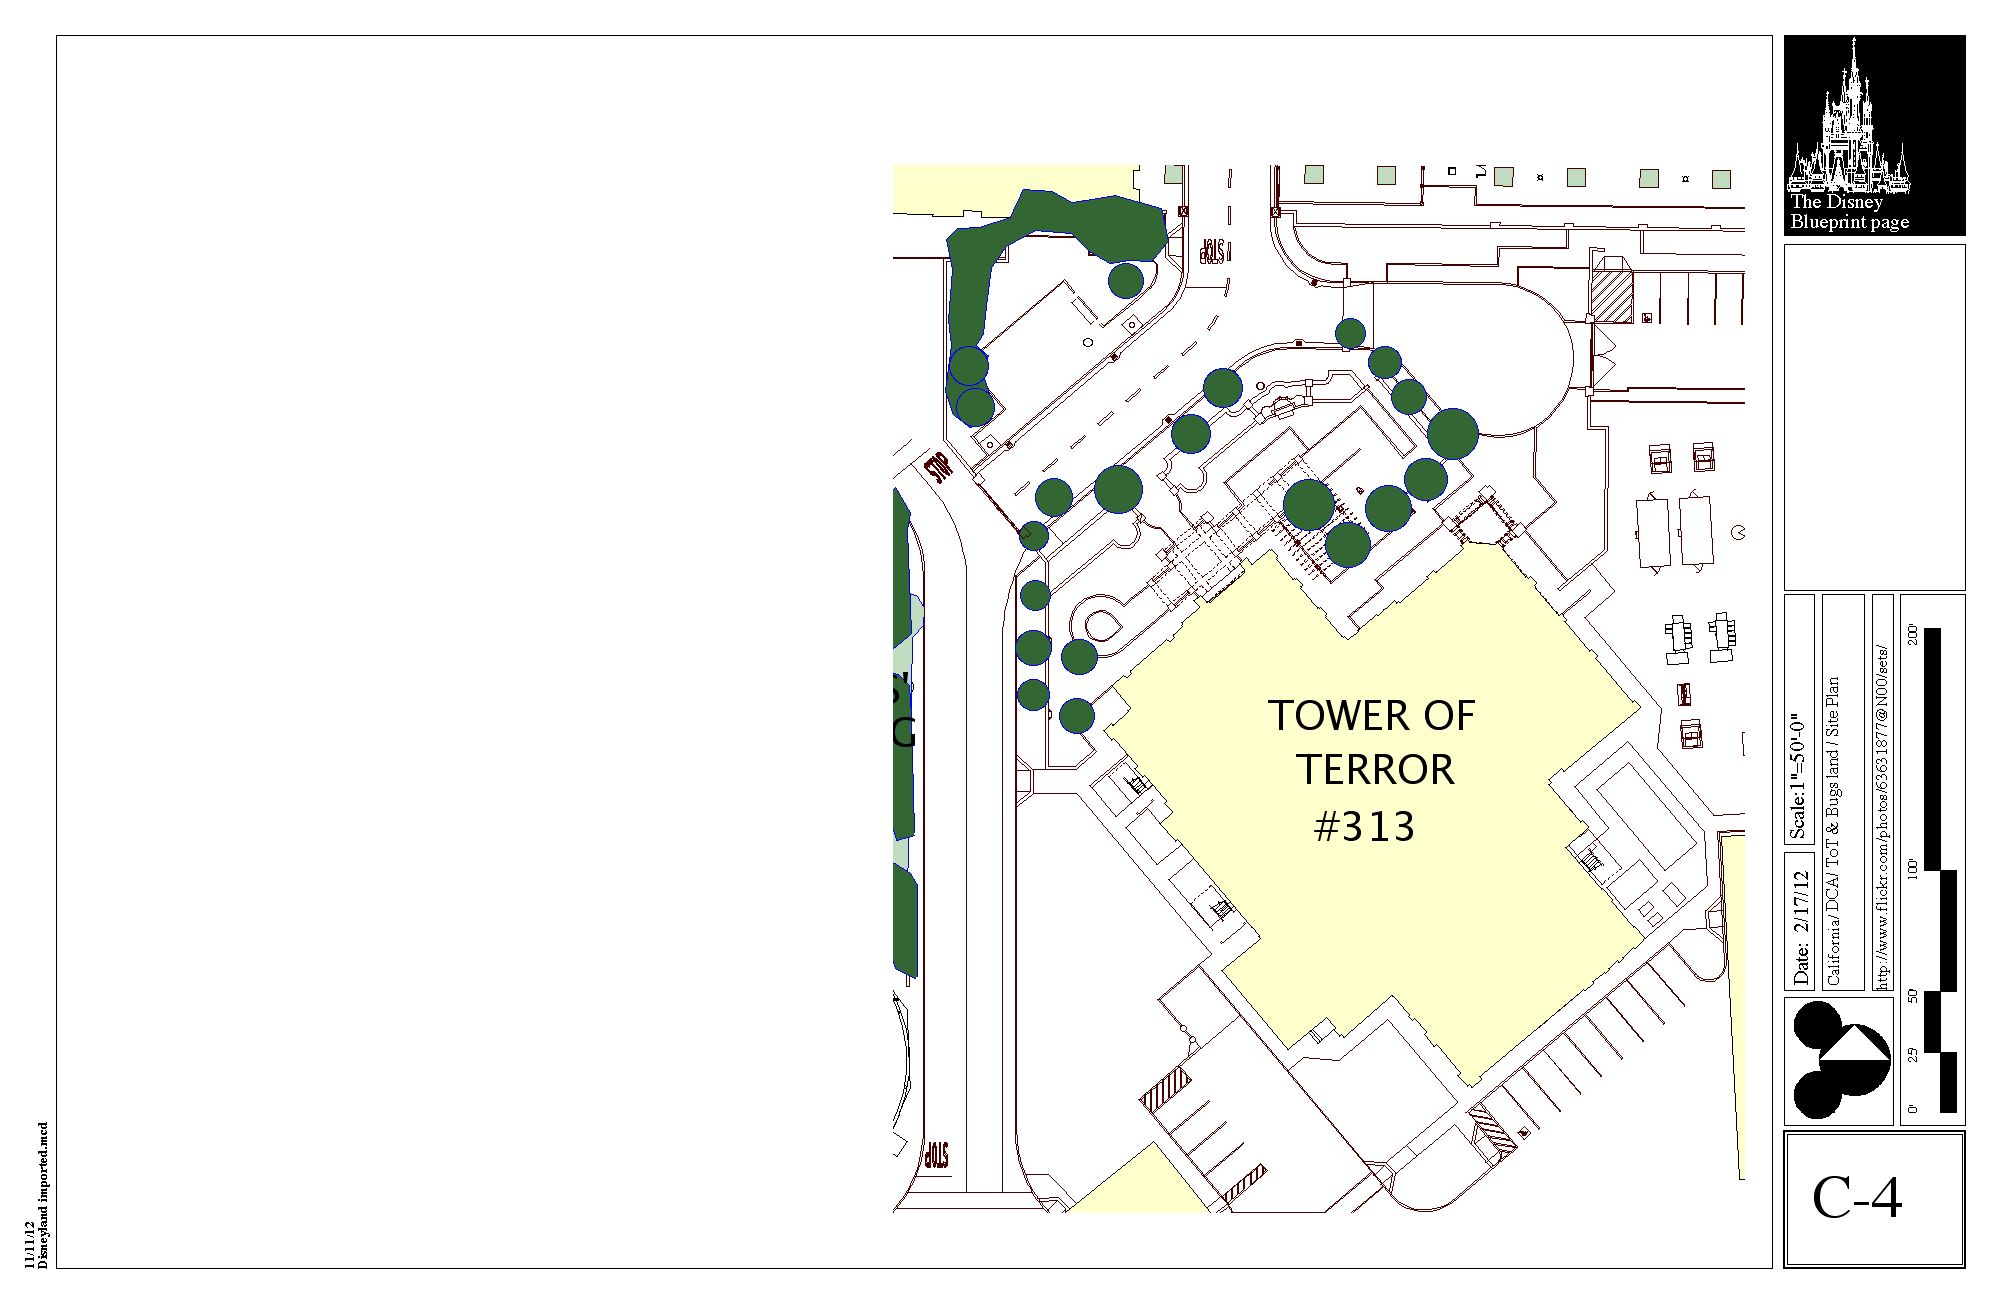 The Disney
Blueprint page
STOP
STOP
S'
G
TOWER OF
TERROR
#313
STOP
Scale:1"=50'-0"
Date: 2/17/12
California/ DCA/ ToT & Bugs land / Site Plan
http://www.flickr.com/photos/63631877@N00/sets/
200'
100'
50'
25'
0'
C-4
11/11/12
Disneyland imported.mcd